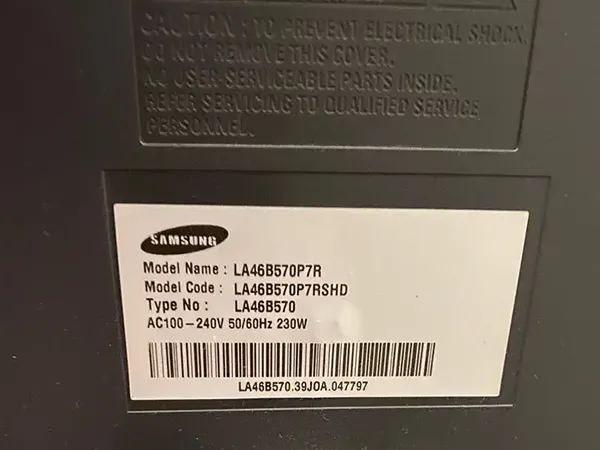 CAUTION : TO PREVENT ELECTRICAL SHOCK,
DO NOT REMOVE THIS COVER.
NO USER-SERVICEABLE PARTS INSIDE.
REFER SERVICING TO QUALIFIED SERVICE
PERSONNEL.
SAMSUNG
Model Name : LA46B570P7R
Model Code : LA46B570P7RSHD
Type No : LA46B570
AC100-240V 50/60Hz 230W
LA46B570.39JOA.047797